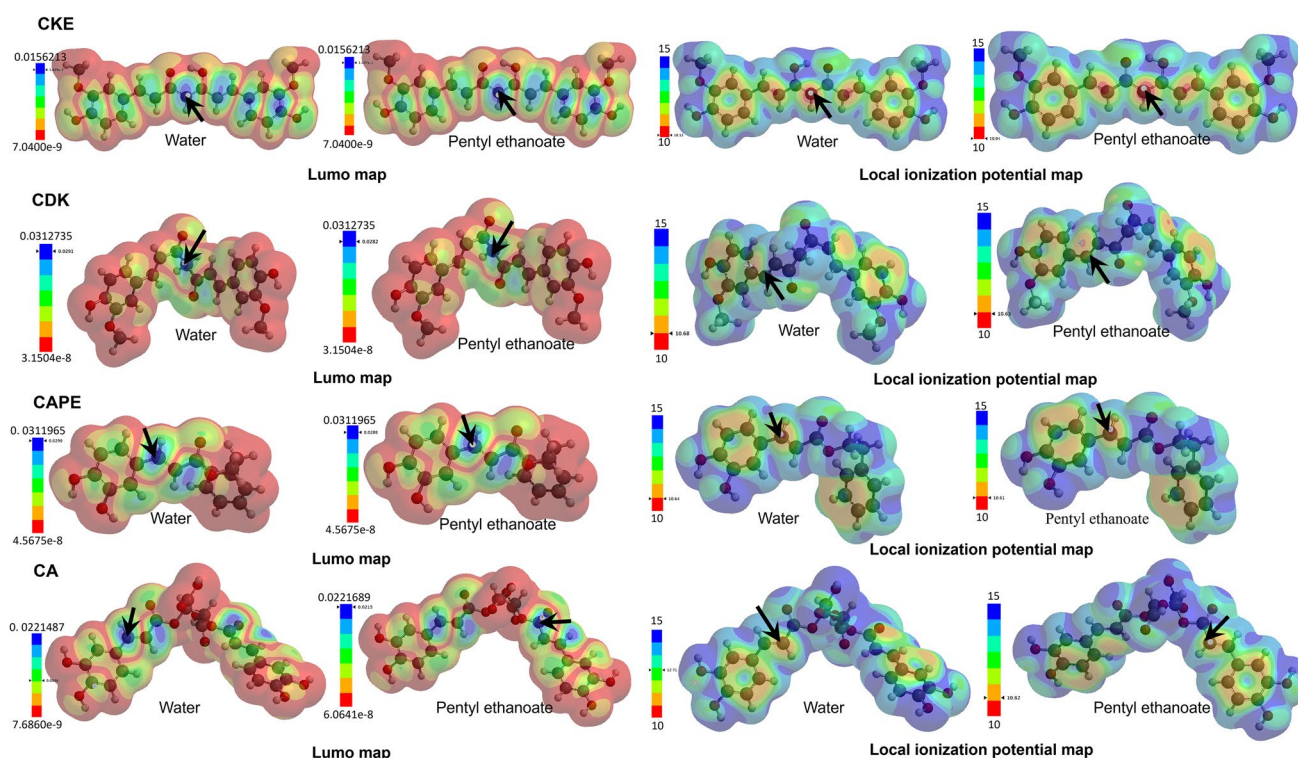 CKE
0.0156213
7.0400e-9
Water
0.0156213
7.0400e-9
Pentyl ethanoate
Lumo map
15
10
Water
15
10
Pentyl ethanoate
Local ionization potential map
CDK
0.0312735
0.0291
3.1504e-8
Water
0.0312735
0.0282
3.1504e-8
Pentyl ethanoate
Lumo map
15
10.68
10
Water
15
10.63
10
Pentyl ethanoate
Local ionization potential map
CAPE
0. 0311965
0.0290
4.5675e-8
Water
0.0311965
0.0288
4.5675e-8
Pentyl ethanoate
Lumo map
15
10.64
10
Water
15
10.61
10
Pentyl ethanoate
Local ionization potential map
CA
0. 0221487
7.6860e-9
Water
0.0221689
0.0215
6.0641e-8
Pentyl ethanoate
Lumo map
15
12.71
10
Water
15
10.62
10
Pentyl ethanoate
Local ionization potential map